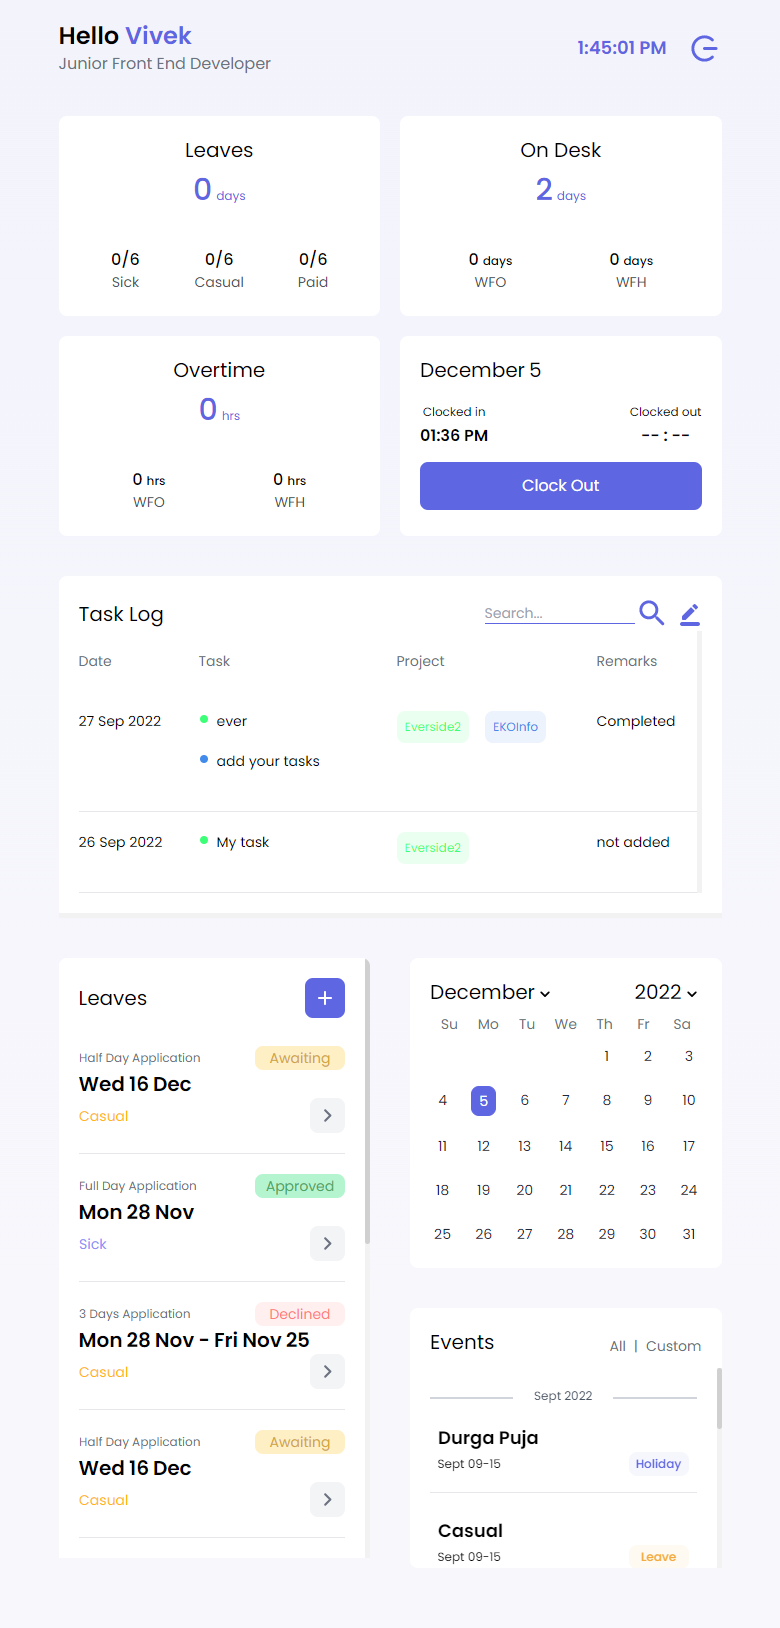 Hello Vivek
Junior Front End Developer
1:45:01 PM
Leaves
0 days
0/6 0/6 0/6
Sick Casual Paid
On Desk
2 days
0 days 0 days
WFO WFH
Overtime
0 hrs
0 hrs 0 hrs
WFO WFH
December 5
Clocked in Clocked out
01:36 PM -- : --
Clock Out
Task Log Search...
Date Task Project Remarks
27 Sep 2022 ever Everside2 EKOInfo Completed
add your tasks
26 Sep 2022 My task Everside2 not added
Leaves +
Half Day Application Awaiting
Wed 16 Dec
Casual
Full Day Application Approved
Mon 28 Nov
Sick
3 Days Application Declined
Mon 28 Nov - Fri Nov 25
Casual
Half Day Application Awaiting
Wed 16 Dec
Casual
December 2022
Su Mo Tu We Th Fr Sa
1 2 3
4 5 6 7 8 9 10
11 12 13 14 15 16 17
18 19 20 21 22 23 24
25 26 27 28 29 30 31
Events All | Custom
Sept 2022
Durga Puja
Sept 09-15 Holiday
Casual
Sept 09-15 Leave